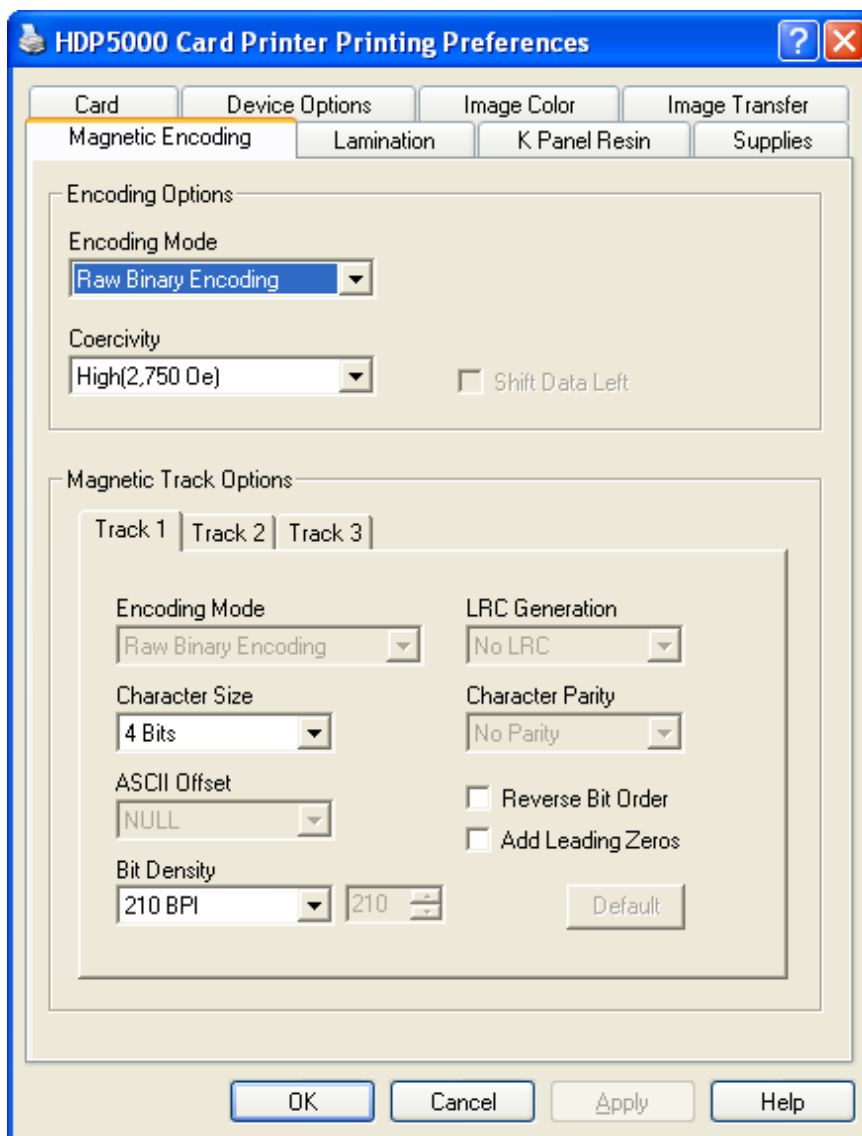 HDP5000 Card Printer Printing Preferences
Card Device Options Image Color Image Transfer
Magnetic Encoding Lamination K Panel Resin Supplies
Encoding Options
Encoding Mode
Raw Binary Encoding
Coercivity
High(2,750 Oe)
Shift Data Left
Magnetic Track Options
Track 1 Track 2 Track 3
Encoding Mode LRC Generation
Raw Binary Encoding No LRC
Character Size Character Parity
4 Bits No Parity
ASCII Offset
NULL
Reverse Bit Order
Add Leading Zeros
Bit Density
210 BPI 210 Default
OK Cancel Apply Help